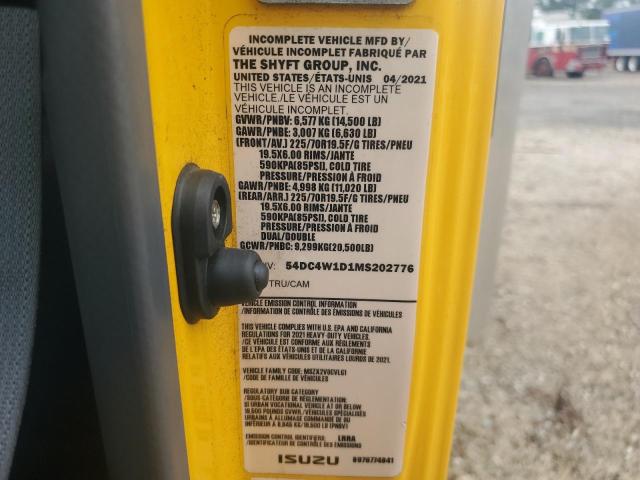 INCOMPLETE VEHICLE MFD BY/
VÉHICULE INCOMPLET FABRIQUÉ PAR
THE SHYFT GROUP, INC.
UNITED STATES/ÉTATS-UNIS 04/2021
THIS VEHICLE IS AN INCOMPLETE
VEHICLE./LE VÉHICULE EST UN
VÉHICULE INCOMPLET.
GVWR/PNBV: 6,577 KG (14,500 LB)
GAWR/PNBE: 3,007 KG (6,630 LB)
(FRONT/AV.) 225/70R19.5F/G TIRES/PNEU
19.5X6.00 RIMS/JANTE
590KPA(85PSI), COLD TIRE
PRESSURE/PRESSION À FROID
GAWR/PNBE: 4,998 KG (11,020 LB)
(REAR/ARR.) 225/70R19.5F/G TIRES/PNEU
19.5X6.00 RIMS/JANTE
590KPA(85PSI), COLD TIRE
PRESSURE/PRESSION À FROID
DUAL/DOUBLE
GCWR/PNBC: 9,299KG(20,500LB)
54DC4W1D1MS202776
TRU/CAM
VEHICLE EMISSION CONTROL INFORMATION
/INFORMATION DE CONTRÔLE DES ÉMISSIONS DE VÉHICULES
THIS VEHICLE COMPLIES WITH U.S. EPA AND CALIFORNIA
REGULATIONS FOR 2021 HEAVY-DUTY VEHICLES.
/CE VÉHICULE EST CONFORME AUX RÈGLEMENTS
DE L'EPA DES ÉTATS-UNIS ET DE LA CALIFORNIE
RELATIFS AUX VÉHICULES LOURDES DE 2021.
VEHICLE FAMILY CODE: MSZX2VOCVLG1
/CODE DE FAMILLE DE VÉHICULES
REGULATORY SUB CATEGORY
/SOUS-CATÉGORIE DE RÉGLEMENTATION:
SI URBAN VOCATIONAL VEHICLE AT OR BELOW
19,500 POUNDS GVWR/VÉHICULES SPÉCIALISÉS
URBAINS À ALLUMAGE COMMANDÉ DE
INFÉRIEUR À 8,845 KG/19,500 LB (PNBV)
EMISSION CONTROL IDENTIFIERS LRRA
/IDENTIFICATEUR DE CONTRÔLE DES ÉMISSIONS
ISUZU 8976774041